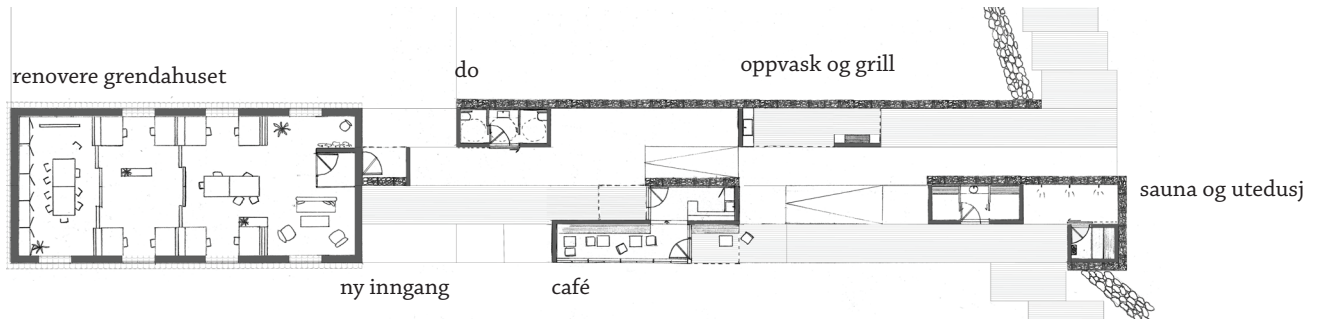 renovere grendahuset
do
oppvask og grill
sauna og utedusj
ny inngang
café